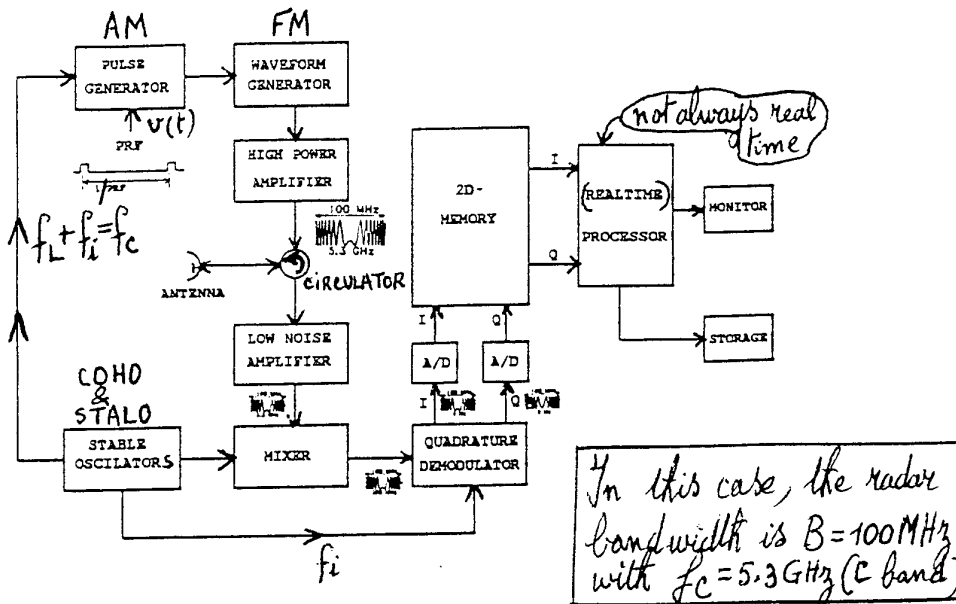 AM
FM
PULSE
GENERATOR
WAVEFORM
GENERATOR
v(t)
PRF
1/PRF
HIGH POWER
AMPLIFIER
100 MHz
5.3 GHz
f_L + f_i = f_c
ANTENNA
CIRCULATOR
LOW NOISE
AMPLIFIER
COHO
&
STALO
STABLE
OSCILATORS
MIXER
QUADRATURE
DEMODULATOR
f_i
I
Q
A/D
A/D
I
Q
2D-
MEMORY
I
Q
not always real
time
(REALTIME)
PROCESSOR
MONITOR
STORAGE
In this case, the radar
bandwidth is B=100MHz
with f_c=5.3GHz (C band)